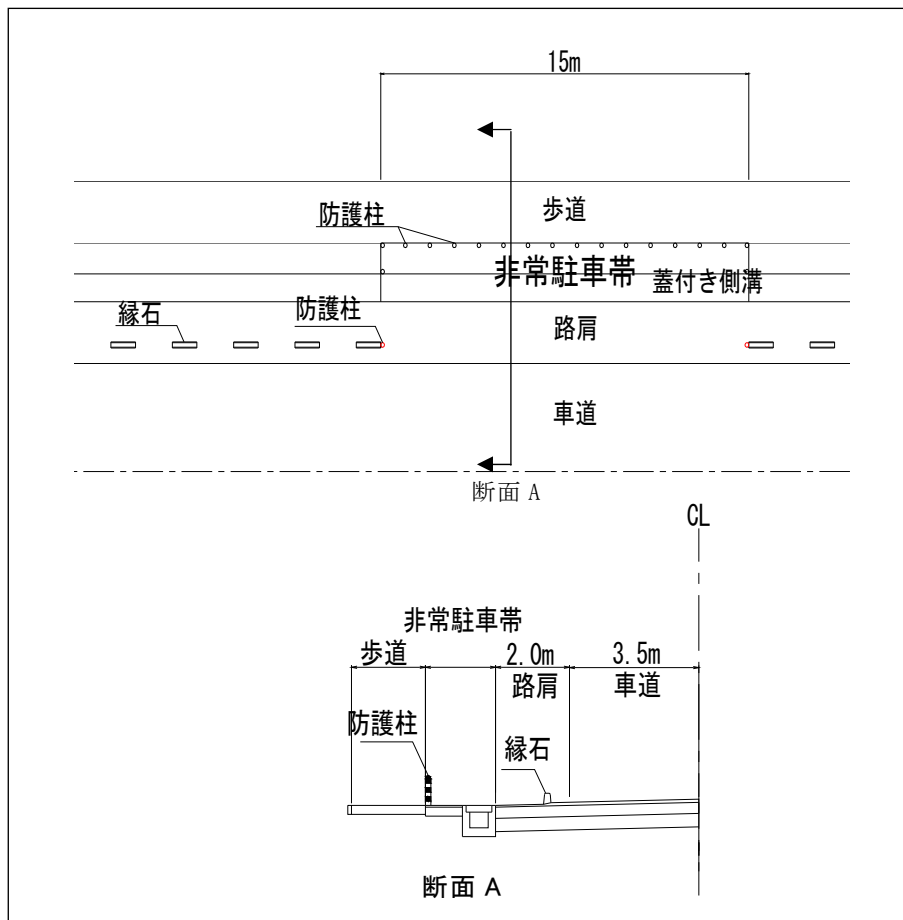 15m
歩道
防護柱
非常駐車帯
蓋付き側溝
縁石
防護柱
路肩
車道
断面 A
CL
非常駐車帯
歩道
2.0m
3.5m
路肩
車道
防護柱
縁石
断面 A